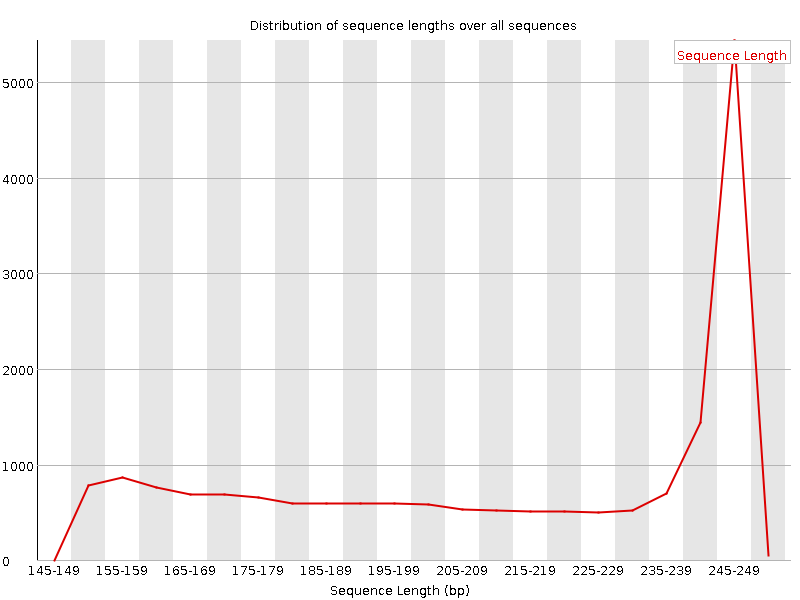 Distribution of sequence lengths over all sequences
Sequence Length
5000
4000
3000
2000
1000
0
145-149 155-159 165-169 175-179 185-189 195-199 205-209 215-219 225-229 235-239 245-249
Sequence Length (bp)